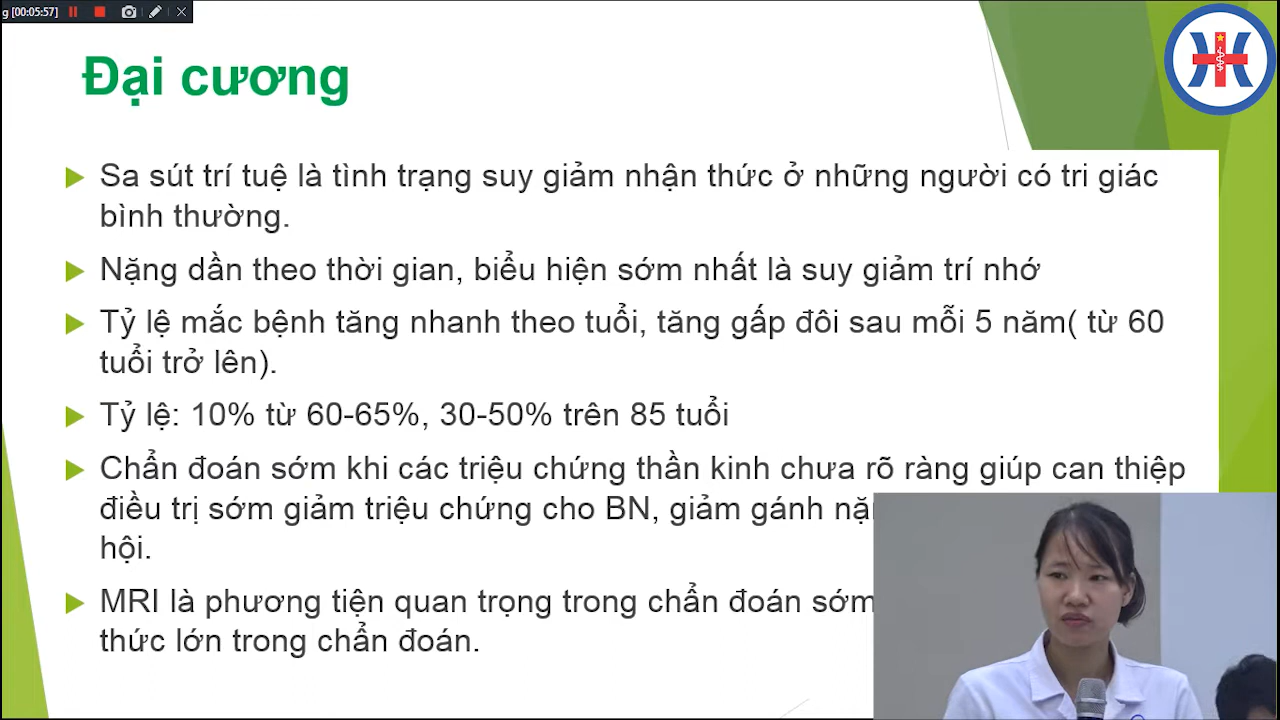 g [00:05:57]
Đại cương
Sa sút trí tuệ là tình trạng suy giảm nhận thức ở những người có tri giác
bình thường.
Nặng dần theo thời gian, biểu hiện sớm nhất là suy giảm trí nhớ
Tỷ lệ mắc bệnh tăng nhanh theo tuổi, tăng gấp đôi sau mỗi 5 năm( từ 60
tuổi trở lên).
Tỷ lệ: 10% từ 60-65%, 30-50% trên 85 tuổi
Chẩn đoán sớm khi các triệu chứng thần kinh chưa rõ ràng giúp can thiệp
điều trị sớm giảm triệu chứng cho BN, giảm gánh
hội.
MRI là phương tiện quan trọng trong chẩn đoán sớm
thức lớn trong chẩn đoán.